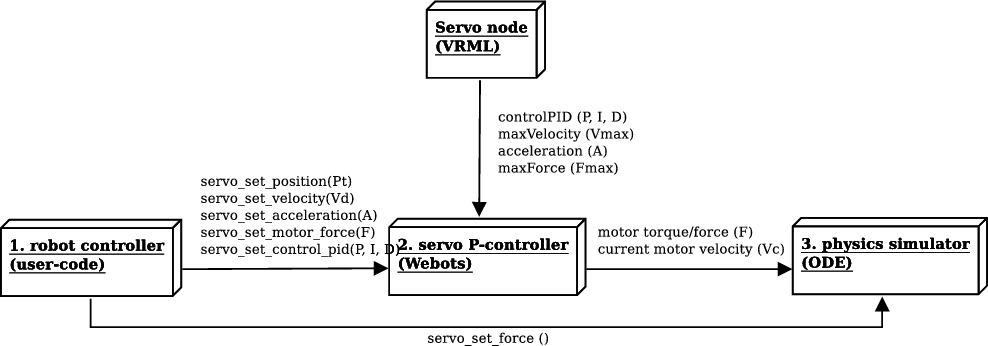 Servo node
(VRML)
controlPID (P, I, D)
maxVelocity (Vmax)
acceleration (A)
maxForce (Fmax)
servo_set_position(Pt)
servo_set_velocity(Vd)
servo_set_acceleration(A)
servo_set_motor_force(F)
servo_set_control_pid(P, I, D)
1. robot controller
(user-code)
2. servo P-controller
(Webots)
motor torque/force (F)
current motor velocity (Vc)
3. physics simulator
(ODE)
servo_set_force ()